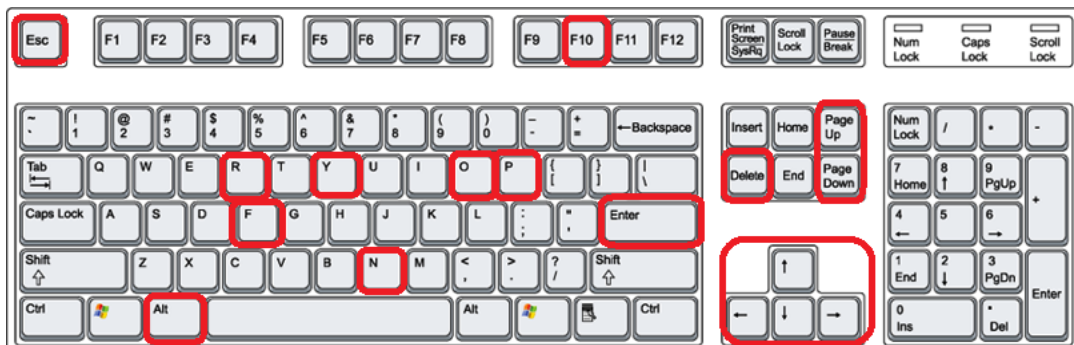 Esc F1 F2 F3 F4 F5 F6 F7 F8 F9 F10 F11 F12 Print Screen SysRq Scroll Lock Pause Break Num Lock Caps Lock Scroll Lock
~ ` ! 1 @ 2 # 3 $ 4 % 5 ^ 6 & 7 * 8 ( 9 ) 0 – - + = ←Backspace Insert Home Page Up Num Lock / • -
Tab Q W E R T Y U I O P { [ } ] | \ Delete End Page Down 7 Home 8 ↑ 9 PgUp +
Caps Lock A S D F G H J K L : ; " ' Enter 4 ← 5 6 →
Shift Z X C V B N M < , > . ? / Shift ↑ 1 End 2 ↓ 3 PgDn Enter
Ctrl Alt Alt Ctrl ← ↓ → 0 Ins • Del